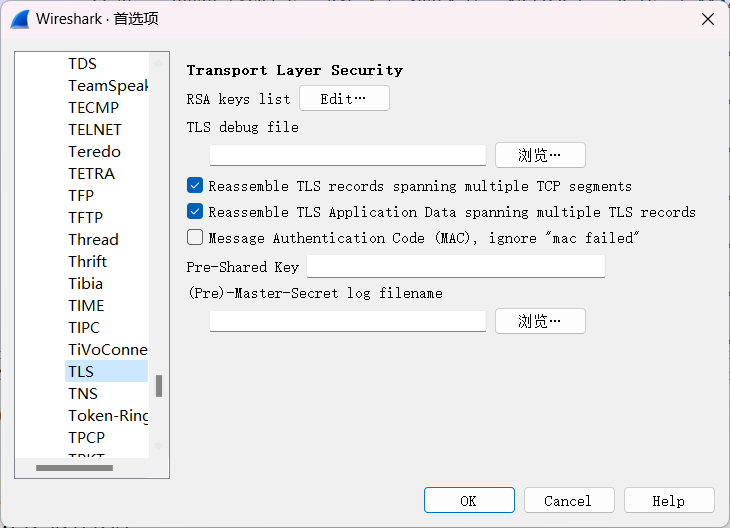 Wireshark · 首选项
TDS
TeamSpeak
TECMP
TELNET
Teredo
TETRA
TFP
TFTP
Thread
Thrift
Tibia
TIME
TIPC
TiVoConne
TLS
TNS
Token-Ring
TPCP
Transport Layer Security
RSA keys list Edit…
TLS debug file
浏览…
Reassemble TLS records spanning multiple TCP segments
Reassemble TLS Application Data spanning multiple TLS records
Message Authentication Code (MAC), ignore "mac failed"
Pre-Shared Key
(Pre)-Master-Secret log filename
浏览…
OK Cancel Help